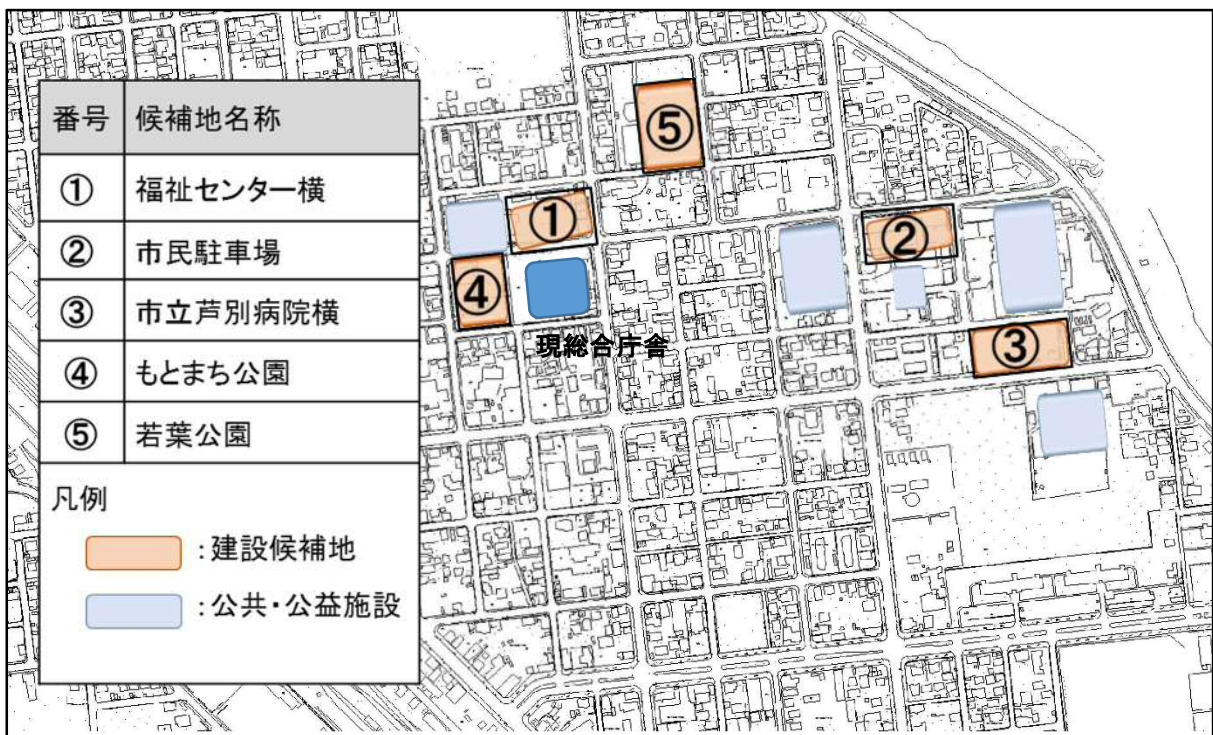 番号 候補地名称
① 福祉センター横
② 市民駐車場
③ 市立芦別病院横
④ もとまち公園
⑤ 若葉公園
凡例
:建設候補地
:公共・公益施設
⑤
①
②
④
現総合庁舎
③